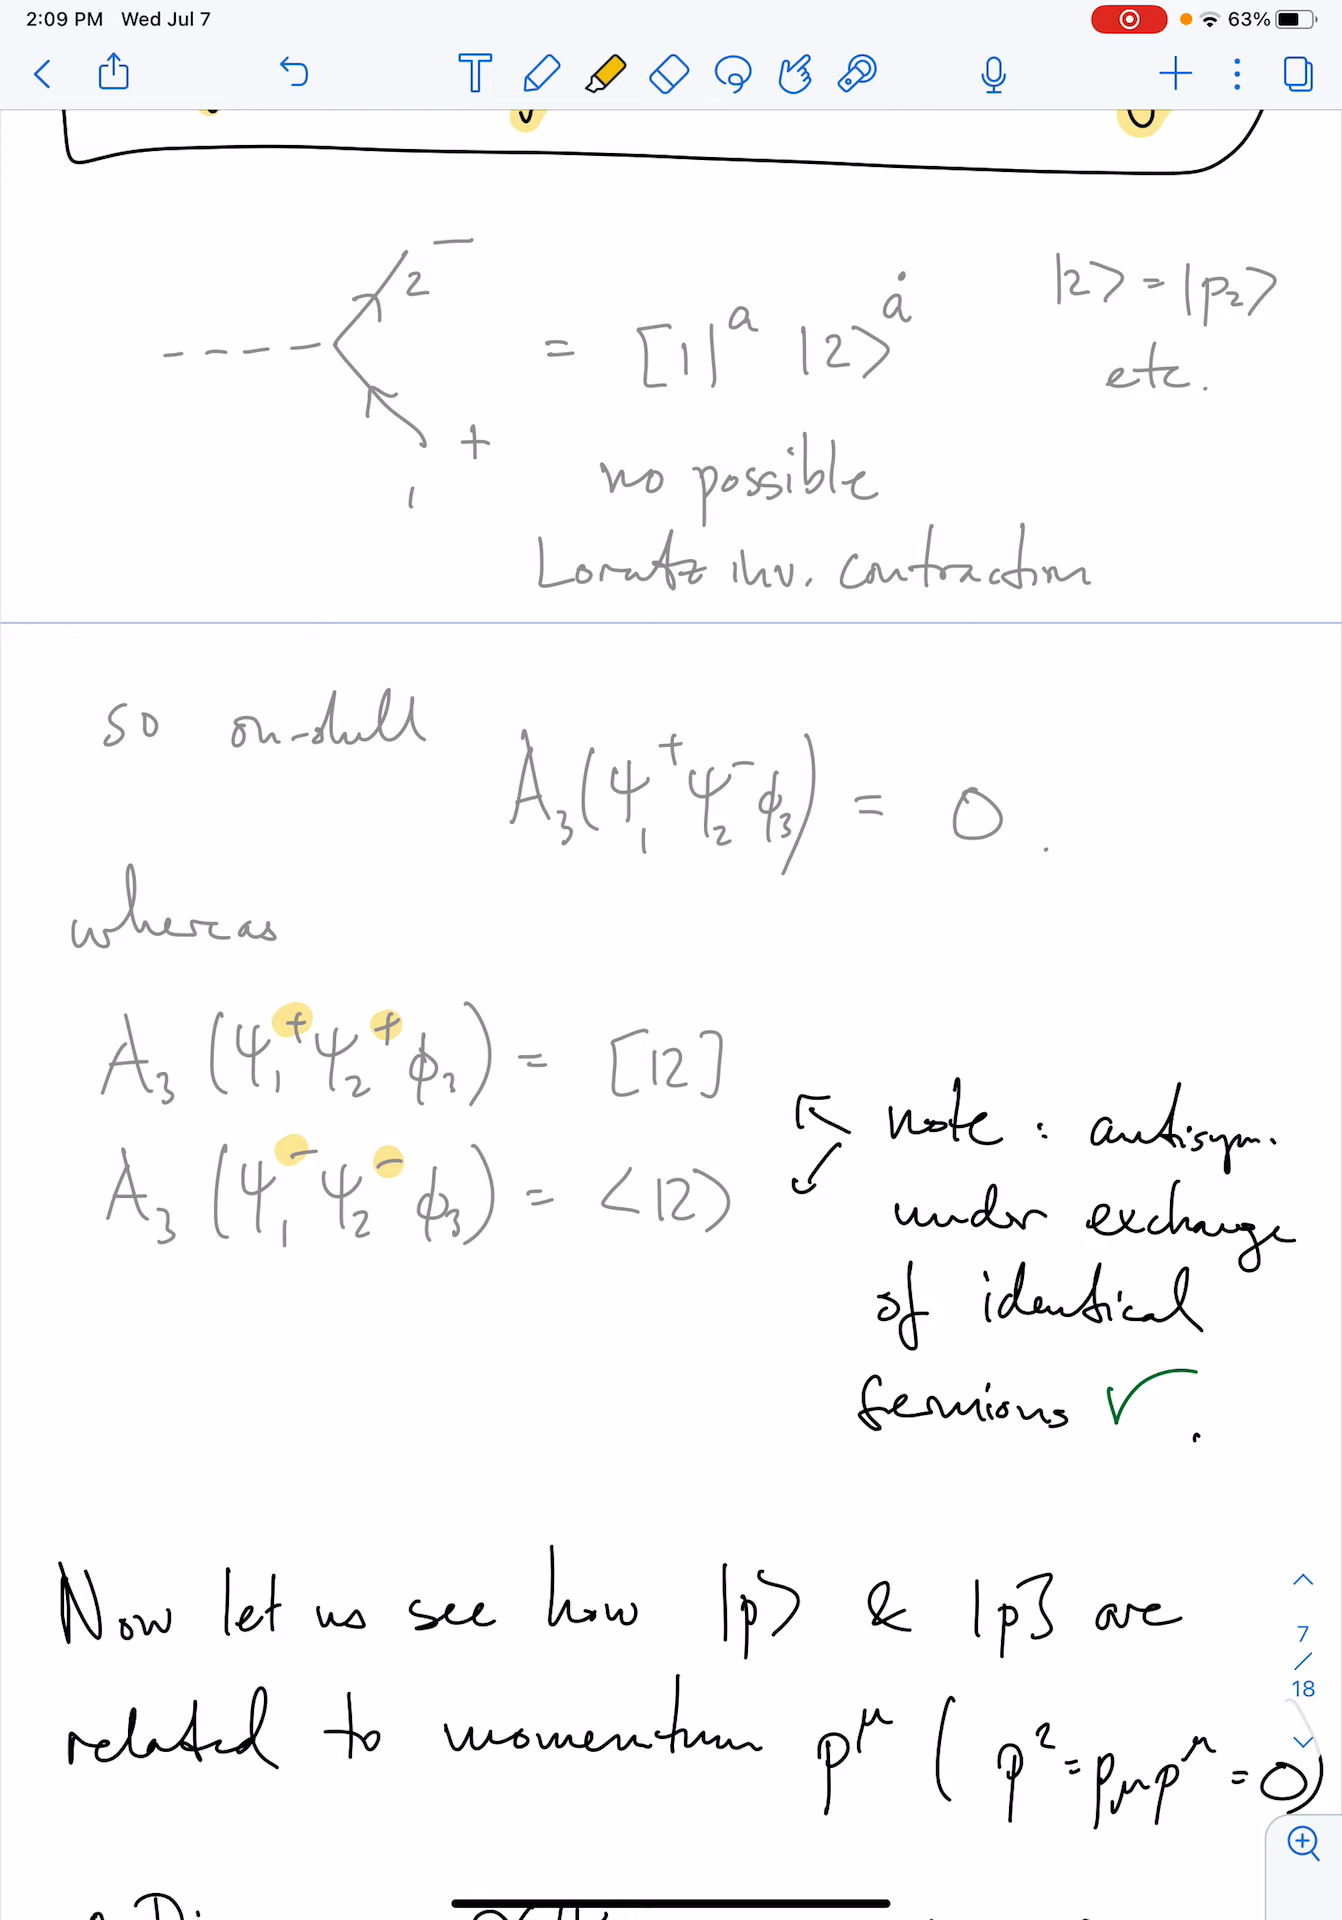 2:09 PM Wed Jul 7
63%
2 −
= [1|^a |2⟩^ȧ
|2⟩ = |p₂⟩
etc.
+
1
no possible
Lorentz inv. contraction
so on-shell
A₃(ψ₁⁺ ψ₂⁻ φ₃) = 0.
whereas
A₃(ψ₁⁺ ψ₂⁺ φ₃) = [12]
A₃(ψ₁⁻ ψ₂⁻ φ₃) = <12>
note: antisym.
under exchange
of identical
fermions ✓.
Now let us see how |p⟩ & |p] are
related to momentum p^μ (p² = p_μ p^μ = 0)
7
/
18